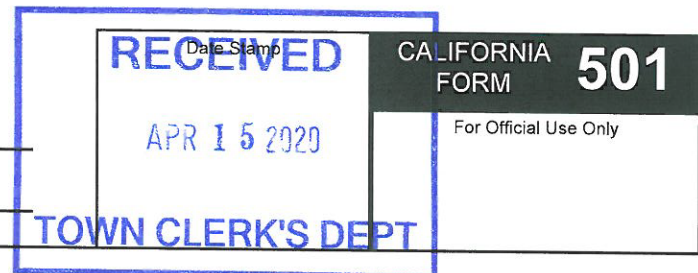 Date Stamp
RECEIVED
APR 15 2020
TOWN CLERK'S DEPT
CALIFORNIA
FORM 501
For Official Use Only